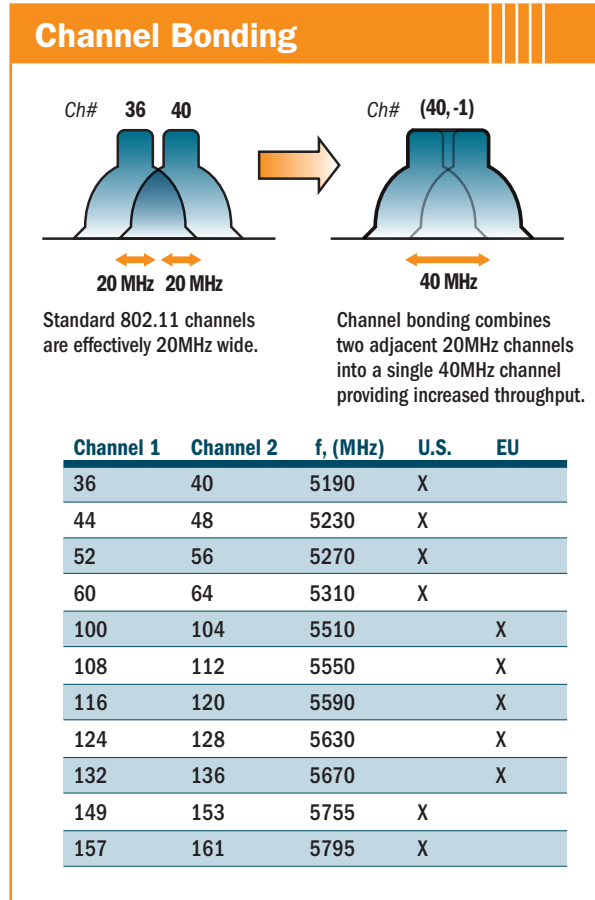 Channel Bonding
Ch# 36 40
Ch# (40,-1)
20 MHz 20 MHz
40 MHz
Standard 802.11 channels
are effectively 20MHz wide.
Channel bonding combines
two adjacent 20MHz channels
into a single 40MHz channel
providing increased throughput.
Channel 1 Channel 2 f, (MHz) U.S. EU
36 40 5190 X
44 48 5230 X
52 56 5270 X
60 64 5310 X
100 104 5510 X
108 112 5550 X
116 120 5590 X
124 128 5630 X
132 136 5670 X
149 153 5755 X
157 161 5795 X